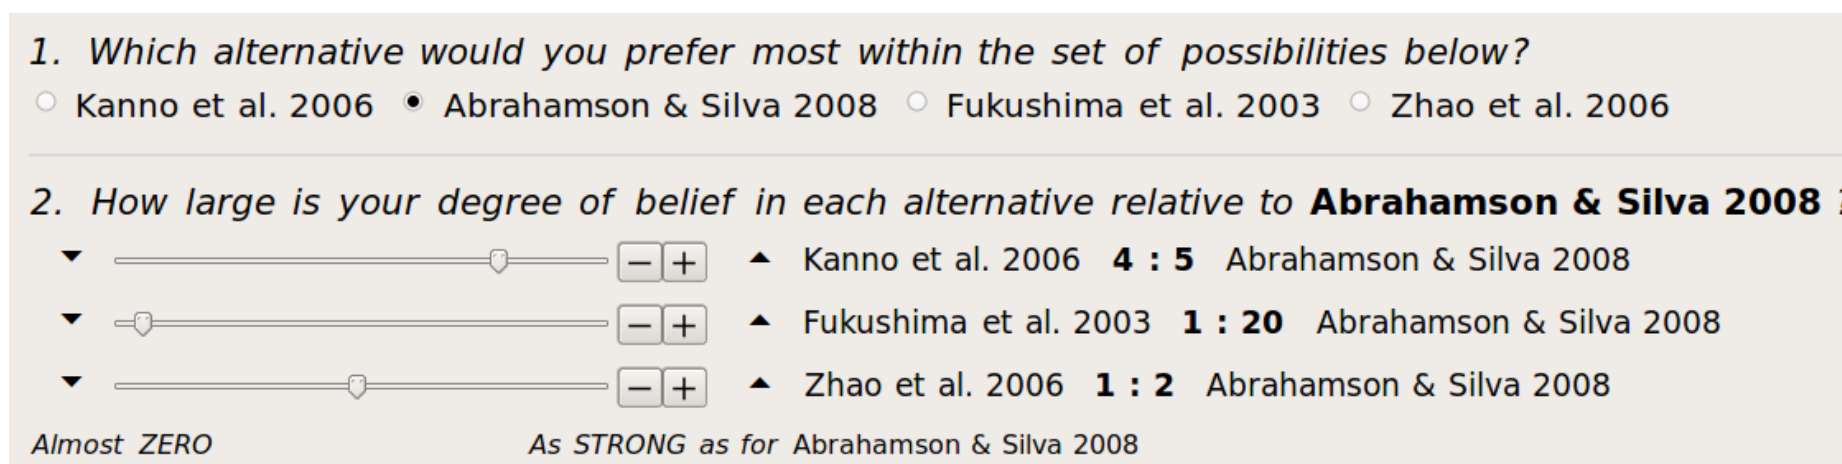 1. Which alternative would you prefer most within the set of possibilities below?
Kanno et al. 2006 Abrahamson & Silva 2008 Fukushima et al. 2003 Zhao et al. 2006
2. How large is your degree of belief in each alternative relative to Abrahamson & Silva 2008 ?
− + Kanno et al. 2006 4 : 5 Abrahamson & Silva 2008
− + Fukushima et al. 2003 1 : 20 Abrahamson & Silva 2008
− + Zhao et al. 2006 1 : 2 Abrahamson & Silva 2008
Almost ZERO As STRONG as for Abrahamson & Silva 2008